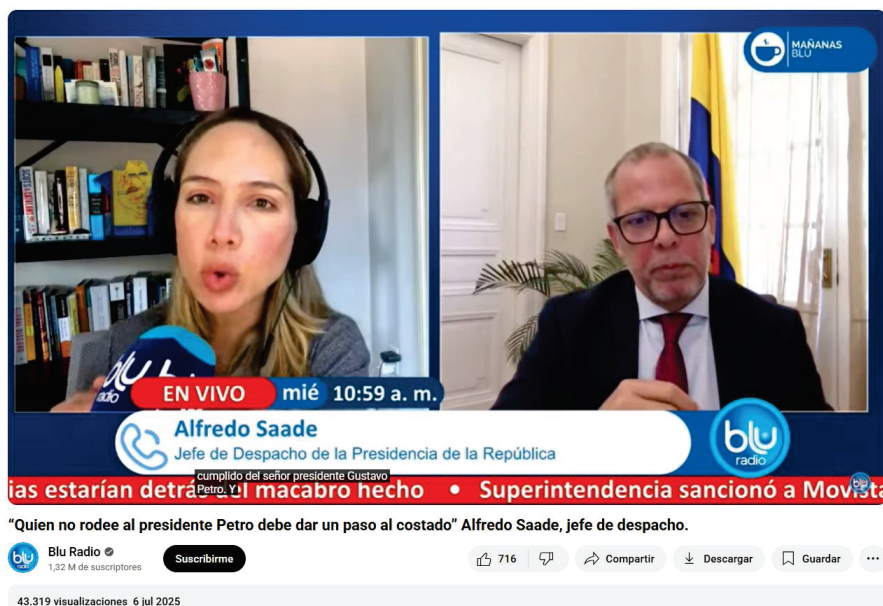 MAÑANAS
BLU
blu
radio
EN VIVO mié 10:59 a. m.
Alfredo Saade
Jefe de Despacho de la Presidencia de la República
blu
radio
cumplido del señor presidente Gustavo
Petro. Y
ias estarían detrás del macabro hecho • Superintendencia sancionó a Movista
“Quien no rodee al presidente Petro debe dar un paso al costado” Alfredo Saade, jefe de despacho.
blu
Blu Radio
1,32 M de suscriptores
Suscribirme
716
Compartir
Descargar
Guardar
43.319 visualizaciones 6 jul 2025